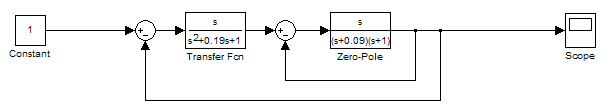 1
Constant
+
-
s
s2+0.19s+1
Transfer Fcn
+
-
s
(s+0.09)(s+1)
Zero-Pole
Scope